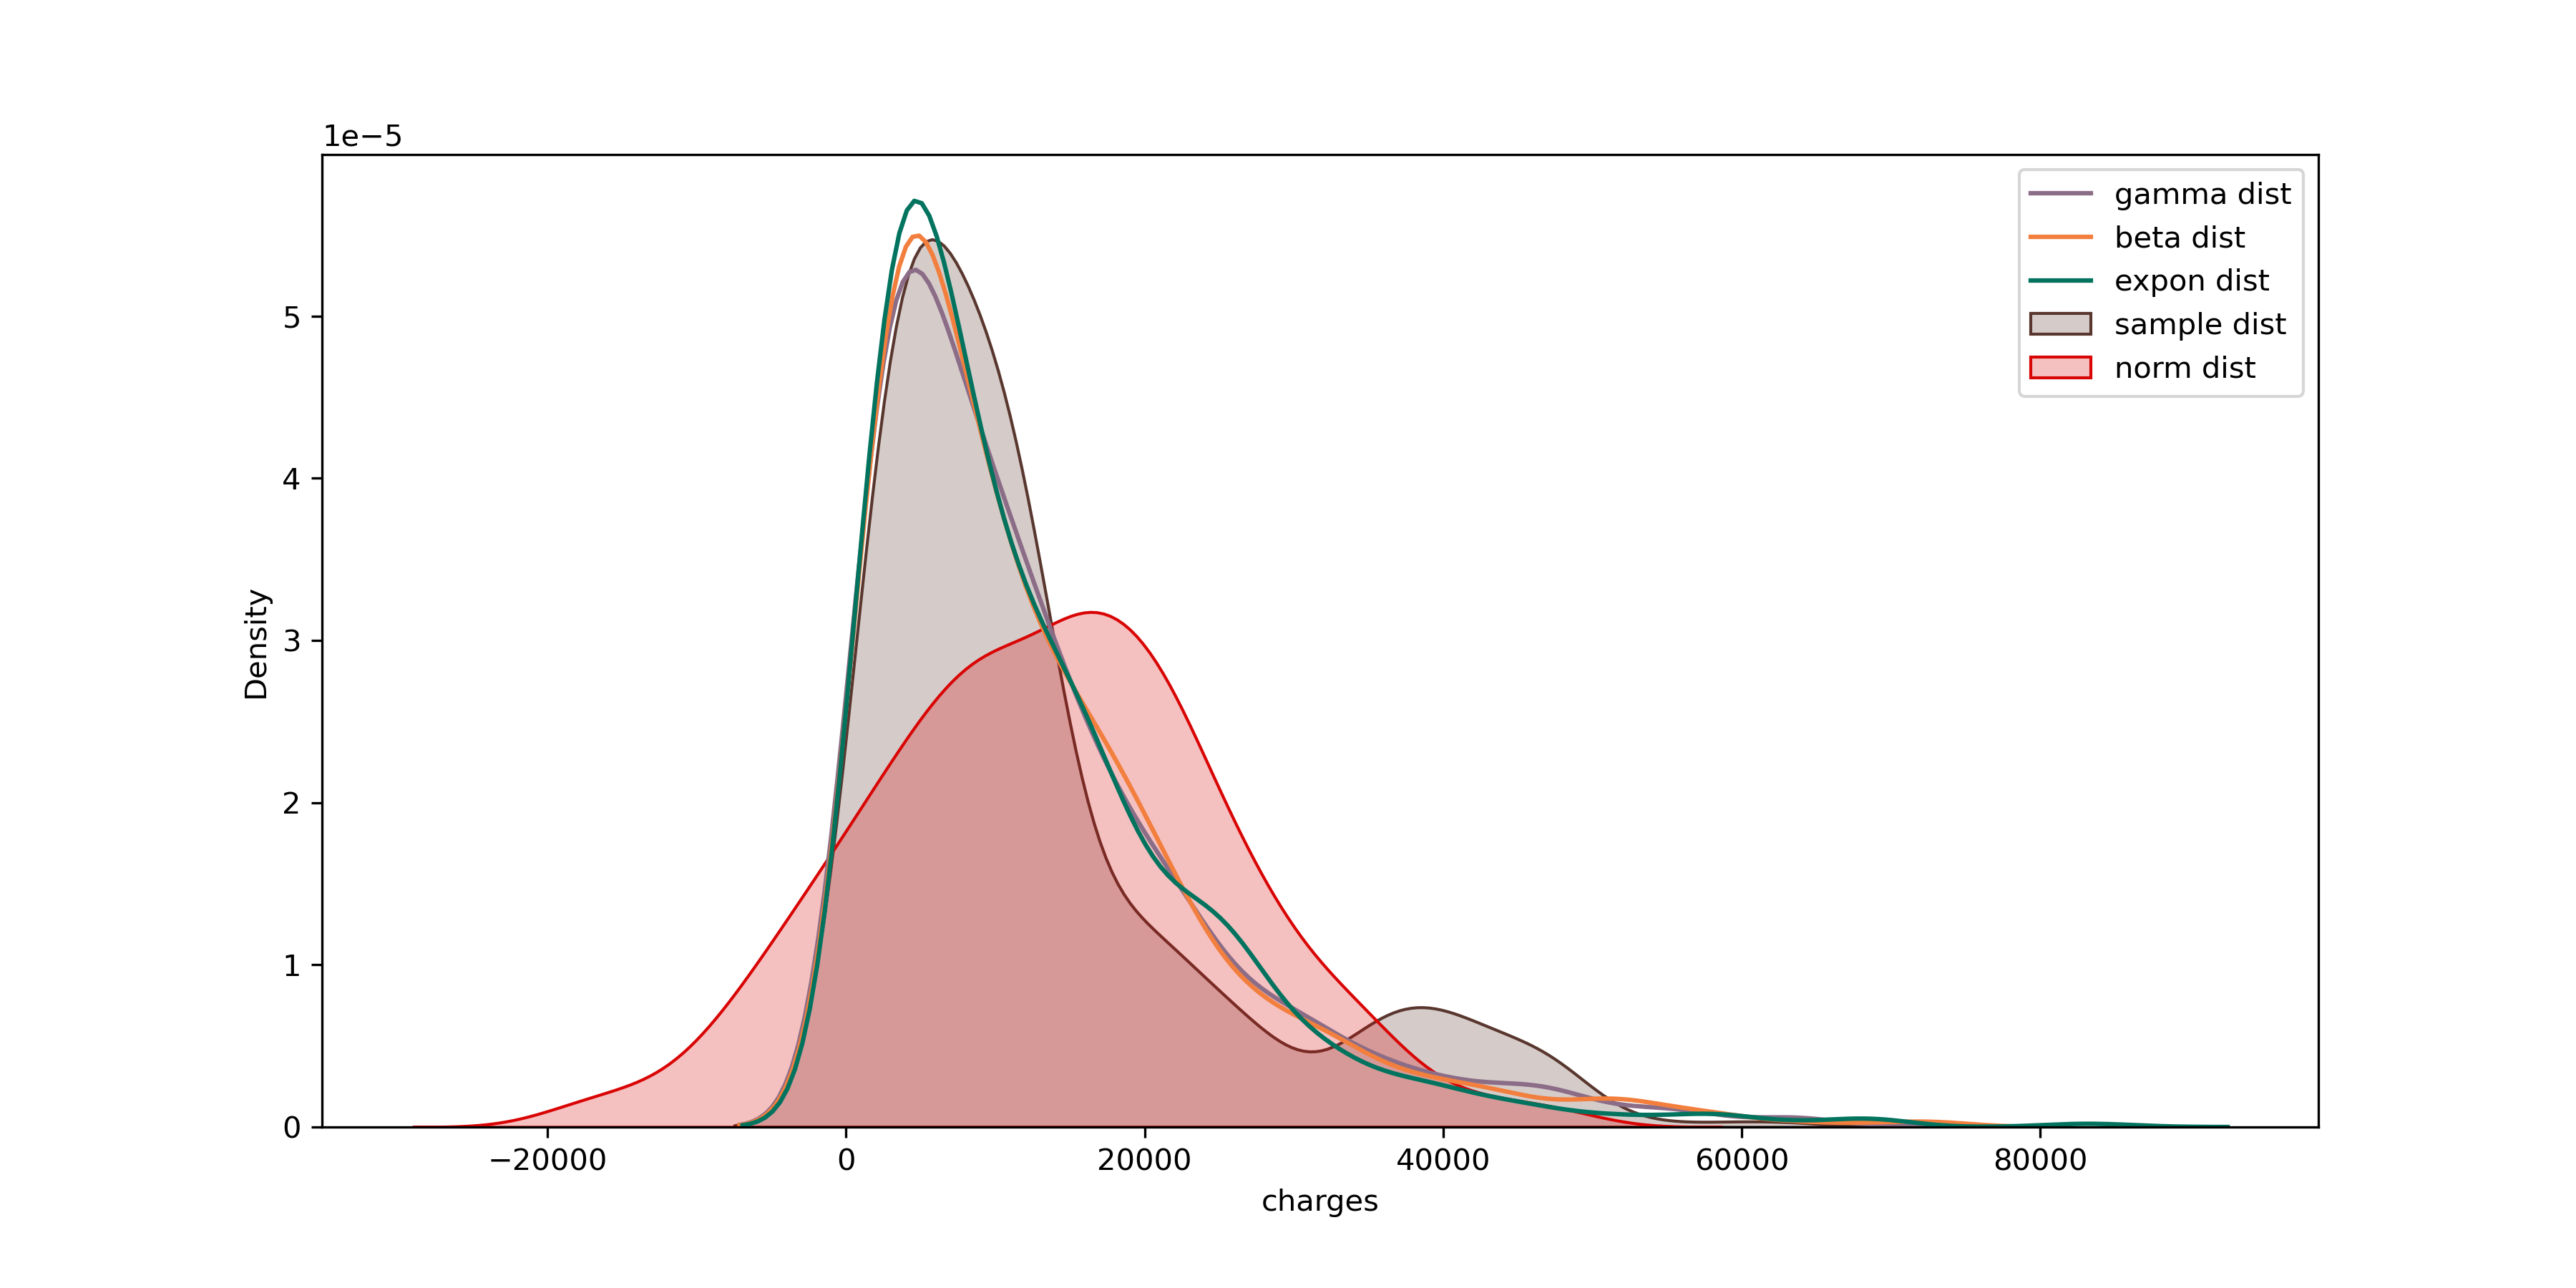 1e−5
gamma dist
beta dist
expon dist
sample dist
norm dist
5
4
3
2
1
0
Density
−20000
0
20000
40000
60000
80000
charges